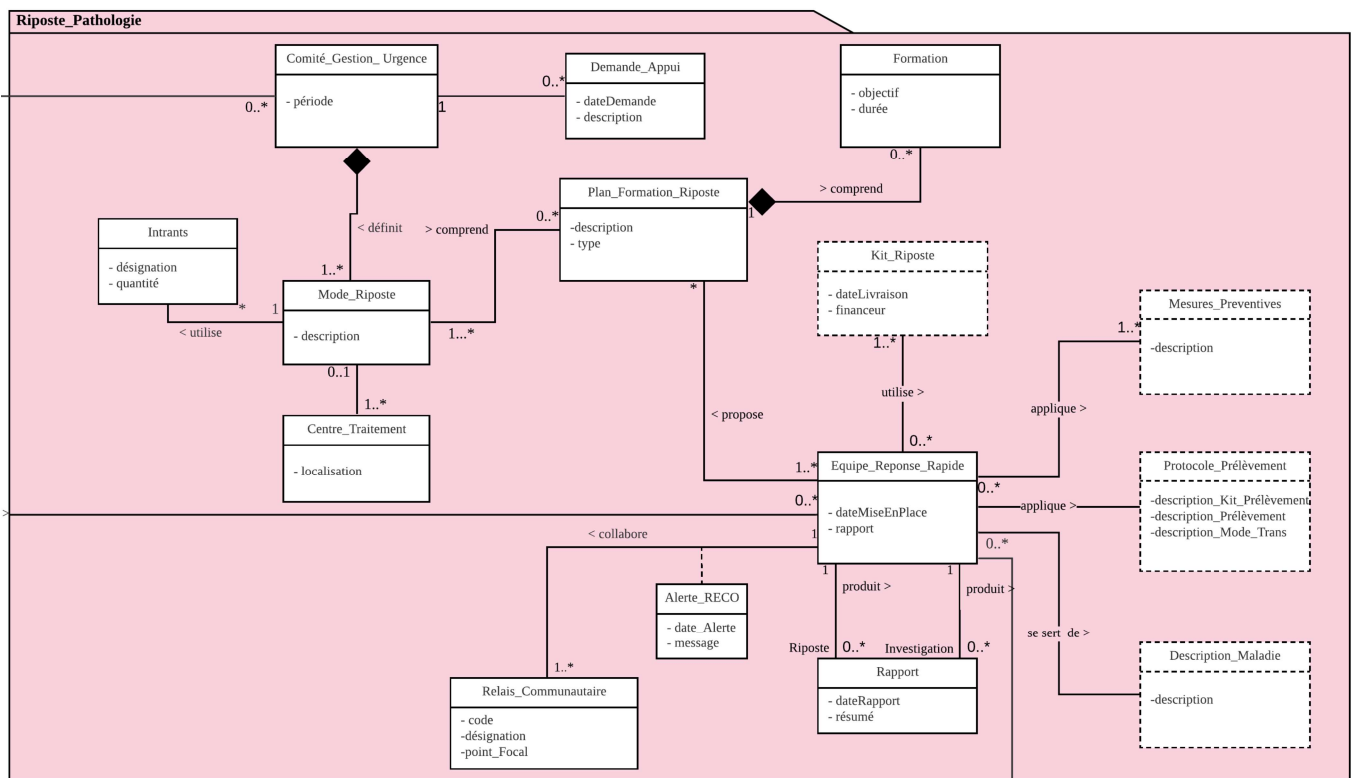 Riposte_Pathologie
Comité_Gestion_ Urgence
- période
0..*
1
0..*
Demande_Appui
- dateDemande
- description
Formation
- objectif
- durée
0..*
> comprend
Plan_Formation_Riposte
-description
- type
1
0..*
*
< définit
> comprend
1..*
Intrants
- désignation
- quantité
*
1
< utilise
Mode_Riposte
- description
1...*
0..1
1..*
Centre_Traitement
- localisation
Kit_Riposte
- dateLivraison
- financeur
1..*
utilise >
0..*
< propose
1..*
Mesures_Preventives
-description
1..*
applique >
0..*
Equipe_Reponse_Rapide
- dateMiseEnPlace
- rapport
0..*
>
Protocole_Prélèvement
-description_Kit_Prélèvement
-description_Prélèvement
-description_Mode_Trans
applique >
0..*
< collabore
1
Alerte_RECO
- date_Alerte
- message
1..*
Relais_Communautaire
- code
-désignation
-point_Focal
1
produit >
1
produit >
Riposte
0..*
Investigation
0..*
Rapport
- dateRapport
- résumé
se sert de >
Description_Maladie
-description